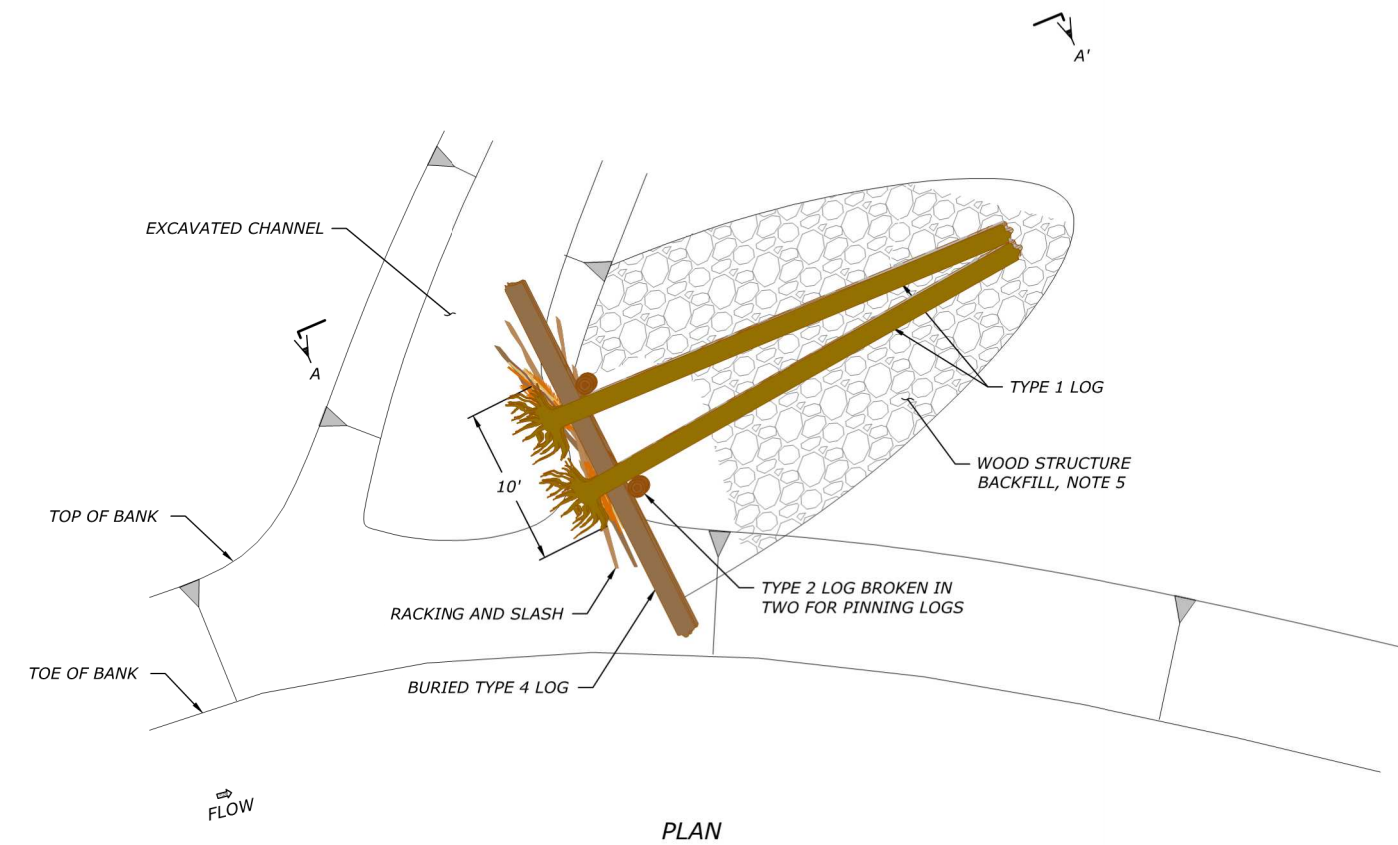 A'
EXCAVATED CHANNEL
A
TYPE 1 LOG
10'
WOOD STRUCTURE
BACKFILL, NOTE 5
TOP OF BANK
TYPE 2 LOG BROKEN IN
TWO FOR PINNING LOGS
RACKING AND SLASH
TOE OF BANK
BURIED TYPE 4 LOG
FLOW
PLAN